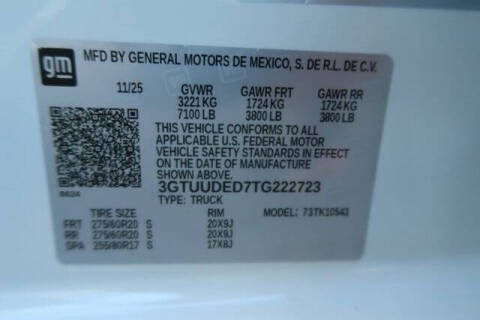 gm
MFD BY GENERAL MOTORS DE MEXICO, S. DE R.L. DE C.V.
11/25 GVWR GAWR FRT GAWR RR
3221 KG 1724 KG 1724 KG
7100 LB 3800 LB 3800 LB
THIS VEHICLE CONFORMS TO ALL
APPLICABLE U.S. FEDERAL MOTOR
VEHICLE SAFETY STANDARDS IN EFFECT ON
THE DATE OF MANUFACTURE SHOWN ABOVE.
3GTUUDED7TG222723
TYPE: TRUCK MODEL: 73TK10543
TIRE SIZE RIM
FRT 275/60R20 S 20X9J
RR 275/60R20 S 20X9J
SPA 255/80R17 S 17X8J